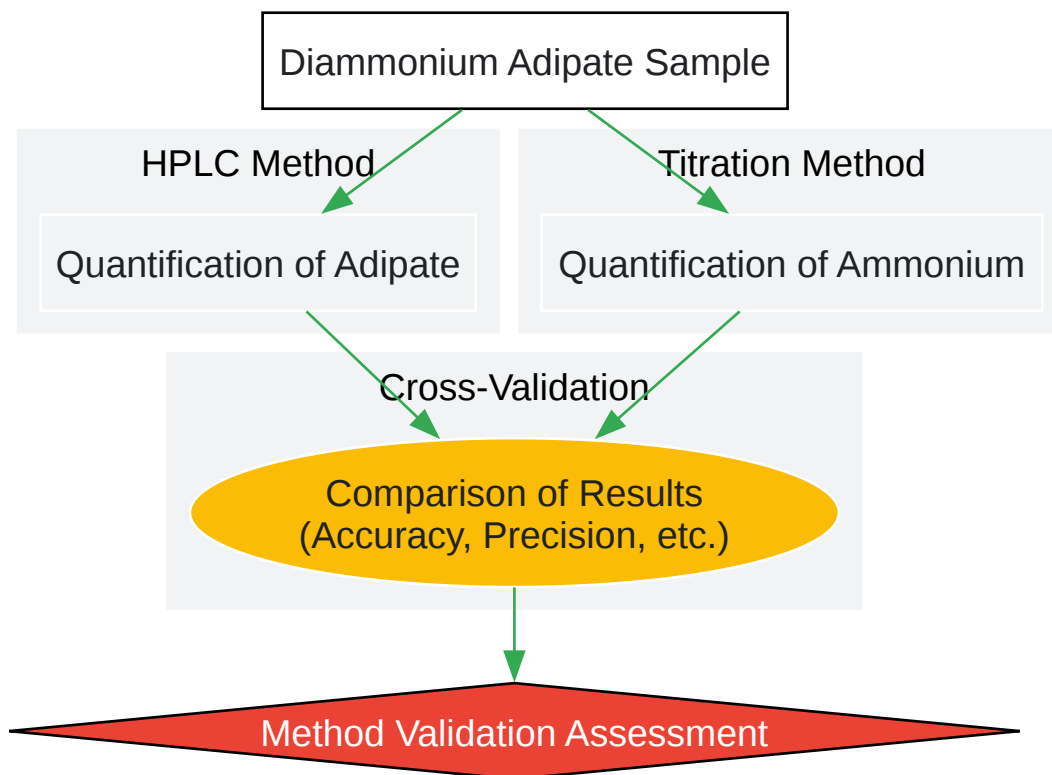 Diammonium Adipate Sample
HPLC Method
Titration Method
Quantification of Adipate
Quantification of Ammonium
Cross-Validation
Comparison of Results
(Accuracy, Precision, etc.)
Method Validation Assessment